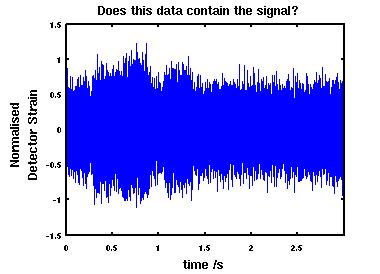 Does this data contain the signal?
1.5
1
0.5
0
-0.5
-1
-1.5
Normalised
Detector Strain
0 0.5 1 1.5 2 2.5
time /s